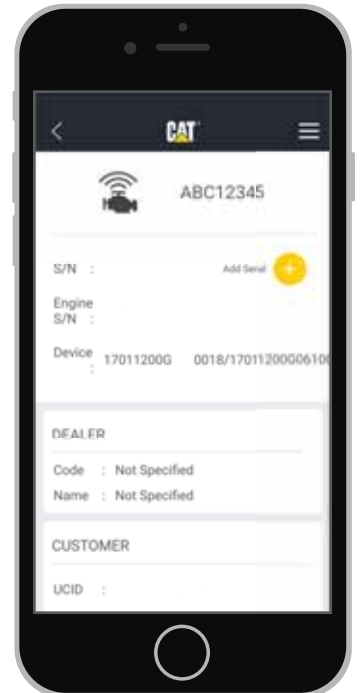 CAT
ABC12345
S/N : Add Serial +
Engine
S/N :
Device
: 17011200G 0018/17011200G06100
DEALER
Code : Not Specified
Name : Not Specified
CUSTOMER
UCID :